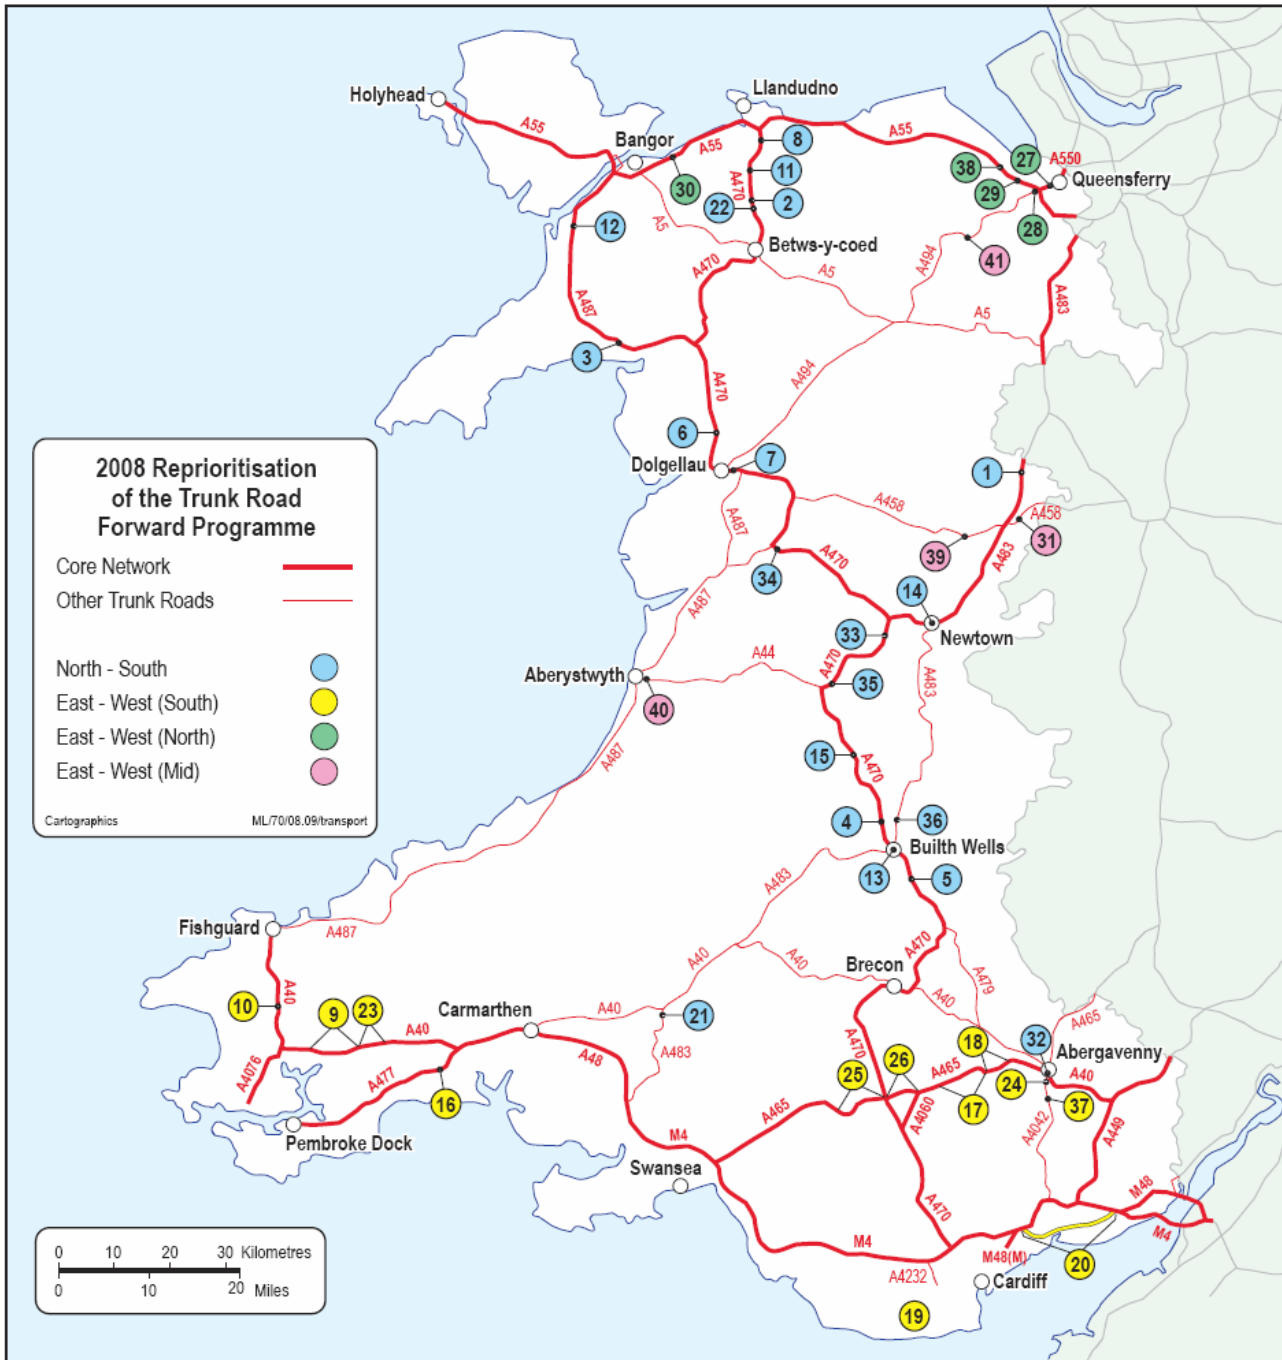 Llandudno
Holyhead
A55
Bangor
A55
8
A55
27
A550
38
Queensferry
11
30
A470
29
22
2
28
12
A5
Betws-y-coed
41
A470
A5
A494
A487
A483
A5
3
A494
A470
6
Dolgellau
7
1
2008 Reprioritisation
of the Trunk Road
Forward Programme
Core Network
Other Trunk Roads
North - South
East - West (South)
East - West (North)
East - West (Mid)
Cartographics
ML/70/08.09/transport
A458
A458
A487
39
31
A470
A483
34
14
A487
33
Newtown
A470
Aberystwyth
A44
35
A483
40
A487
15
A470
4
36
Builth Wells
13
5
A483
Fishguard
A487
A470
A40
A40
Brecon
A479
A40
10
A40
9
23
Carmarthen
A40
21
A465
A40
A48
A483
A470
18
32
Abergavenny
26
A465
A40
A4076
A477
25
24
16
A465
A4060
17
37
A4042
A449
Pembroke Dock
M4
Swansea
M48
A470
M4
M4
M48(M)
20
A4232
Cardiff
19
0 10 20 30 Kilometres
0 10 20 Miles